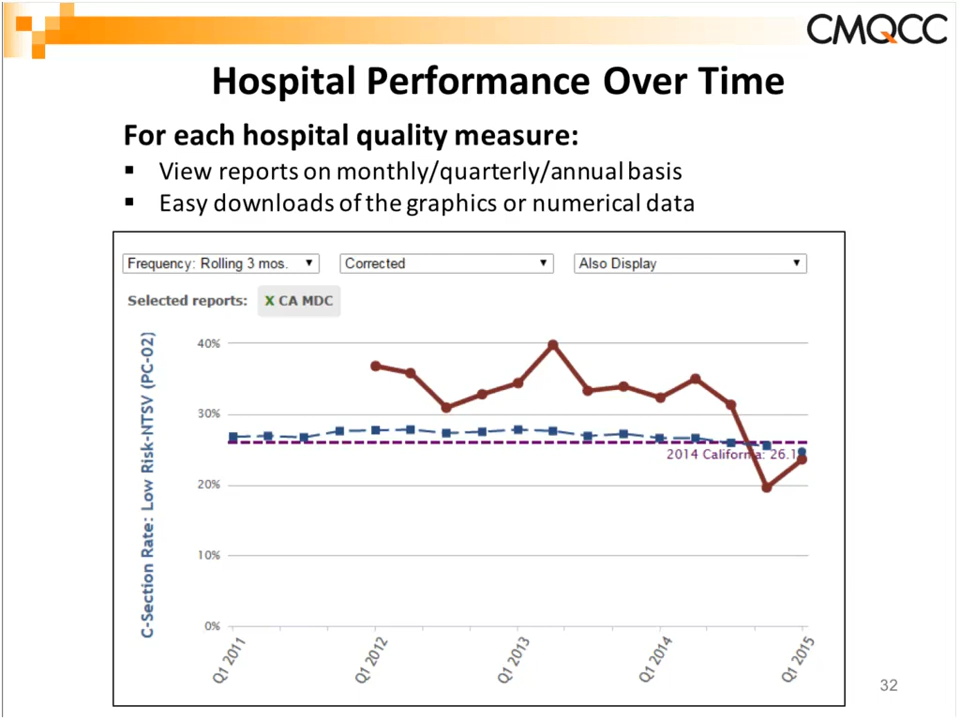 CMQCC
Hospital Performance Over Time
For each hospital quality measure:
▪ View reports on monthly/quarterly/annual basis
▪ Easy downloads of the graphics or numerical data
Frequency: Rolling 3 mos. ▼ Corrected ▼ Also Display ▼
Selected reports: X CA MDC
C-Section Rate: Low Risk-NTSV (PC-02)
40%
30%
2014 California: 26.1
20%
10%
0%
Q1 2011 Q1 2012 Q1 2013 Q1 2014 Q1 2015
32